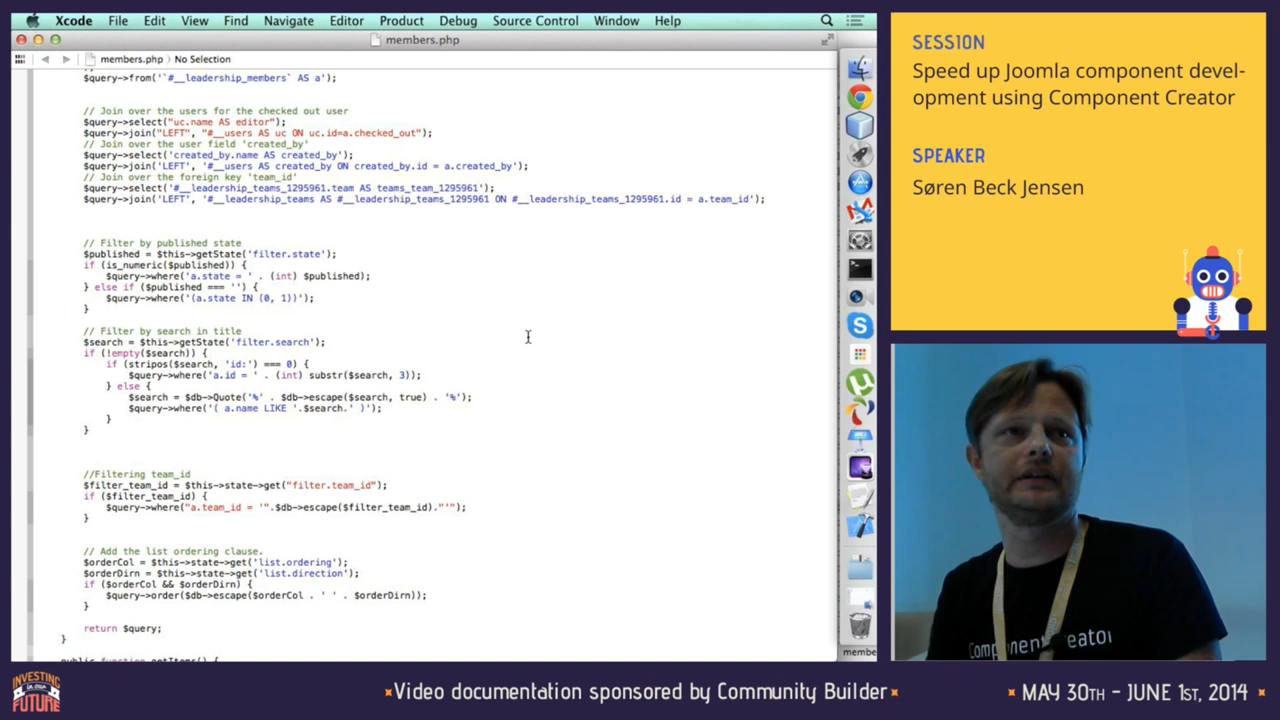 Xcode File Edit View Find Navigate Editor Product Debug Source Control Window Help
members.php
members.php › No Selection
$query->from('`#__leadership_members` AS a');
// Join over the users for the checked out user
$query->select("uc.name AS editor");
$query->join("LEFT", "#__users AS uc ON uc.id=a.checked_out");
// Join over the user field 'created_by'
$query->select('created_by.name AS created_by');
$query->join('LEFT', '#__users AS created_by ON created_by.id = a.created_by');
// Join over the foreign key 'team_id'
$query->select('#__leadership_teams_1295961.team AS teams_team_1295961');
$query->join('LEFT', '#__leadership_teams AS #__leadership_teams_1295961 ON #__leadership_teams_1295961.id = a.team_id');
// Filter by published state
$published = $this->getState('filter.state');
if (is_numeric($published)) {
$query->where('a.state = ' . (int) $published);
} else if ($published === '') {
$query->where('(a.state IN (0, 1))');
}
// Filter by search in title
$search = $this->getState('filter.search');
if (!empty($search)) {
if (stripos($search, 'id:') === 0) {
$query->where('a.id = ' . (int) substr($search, 3));
} else {
$search = $db->Quote('%' . $db->escape($search, true) . '%');
$query->where('( a.name LIKE '.$search.' )');
}
}
//Filtering team_id
$filter_team_id = $this->state->get("filter.team_id");
if ($filter_team_id) {
$query->where("a.team_id = '".$db->escape($filter_team_id)."'");
}
// Add the list ordering clause.
$orderCol = $this->state->get('list.ordering');
$orderDirn = $this->state->get('list.direction');
if ($orderCol && $orderDirn) {
$query->order($db->escape($orderCol . ' ' . $orderDirn));
}
return $query;
}
public function getItems() {
membe
SESSION
Speed up Joomla component devel-
opment using Component Creator
SPEAKER
Søren Beck Jensen
Component Creator
INVESTING
IN OUR
FUTURE
Video documentation sponsored by Community Builder
MAY 30TH - JUNE 1ST, 2014